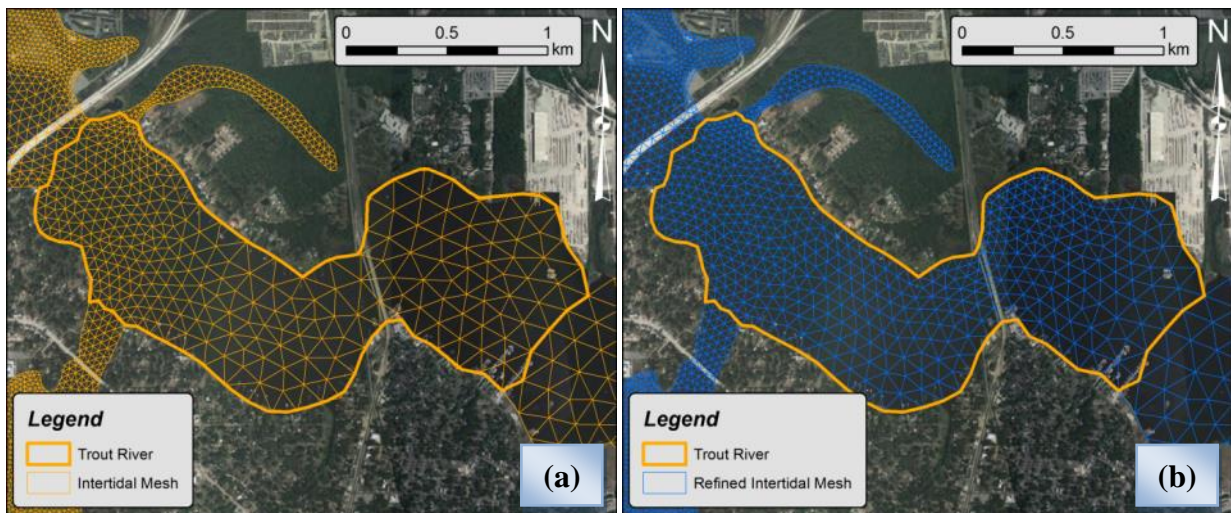 0 0.5 1
km
N
Legend
Trout River
Intertidal Mesh
(a)
0 0.5 1
km
N
Legend
Trout River
Refined Intertidal Mesh
(b)